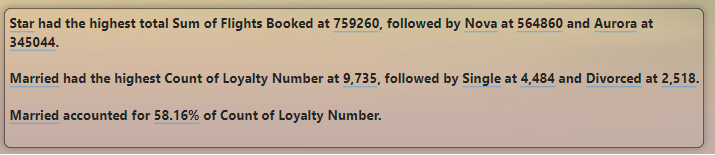 Star had the highest total Sum of Flights Booked at 759260, followed by Nova at 564860 and Aurora at
345044.
Married had the highest Count of Loyalty Number at 9,735, followed by Single at 4,484 and Divorced at 2,518.
Married accounted for 58.16% of Count of Loyalty Number.